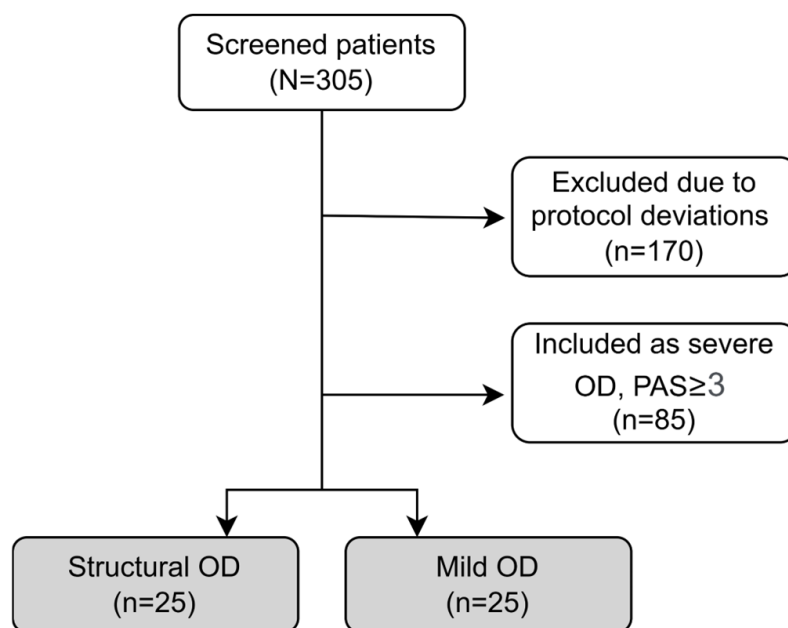 Screened patients
(N=305)
Excluded due to
protocol deviations
(n=170)
Included as severe
OD, PAS≥3
(n=85)
Structural OD
(n=25)
Mild OD
(n=25)